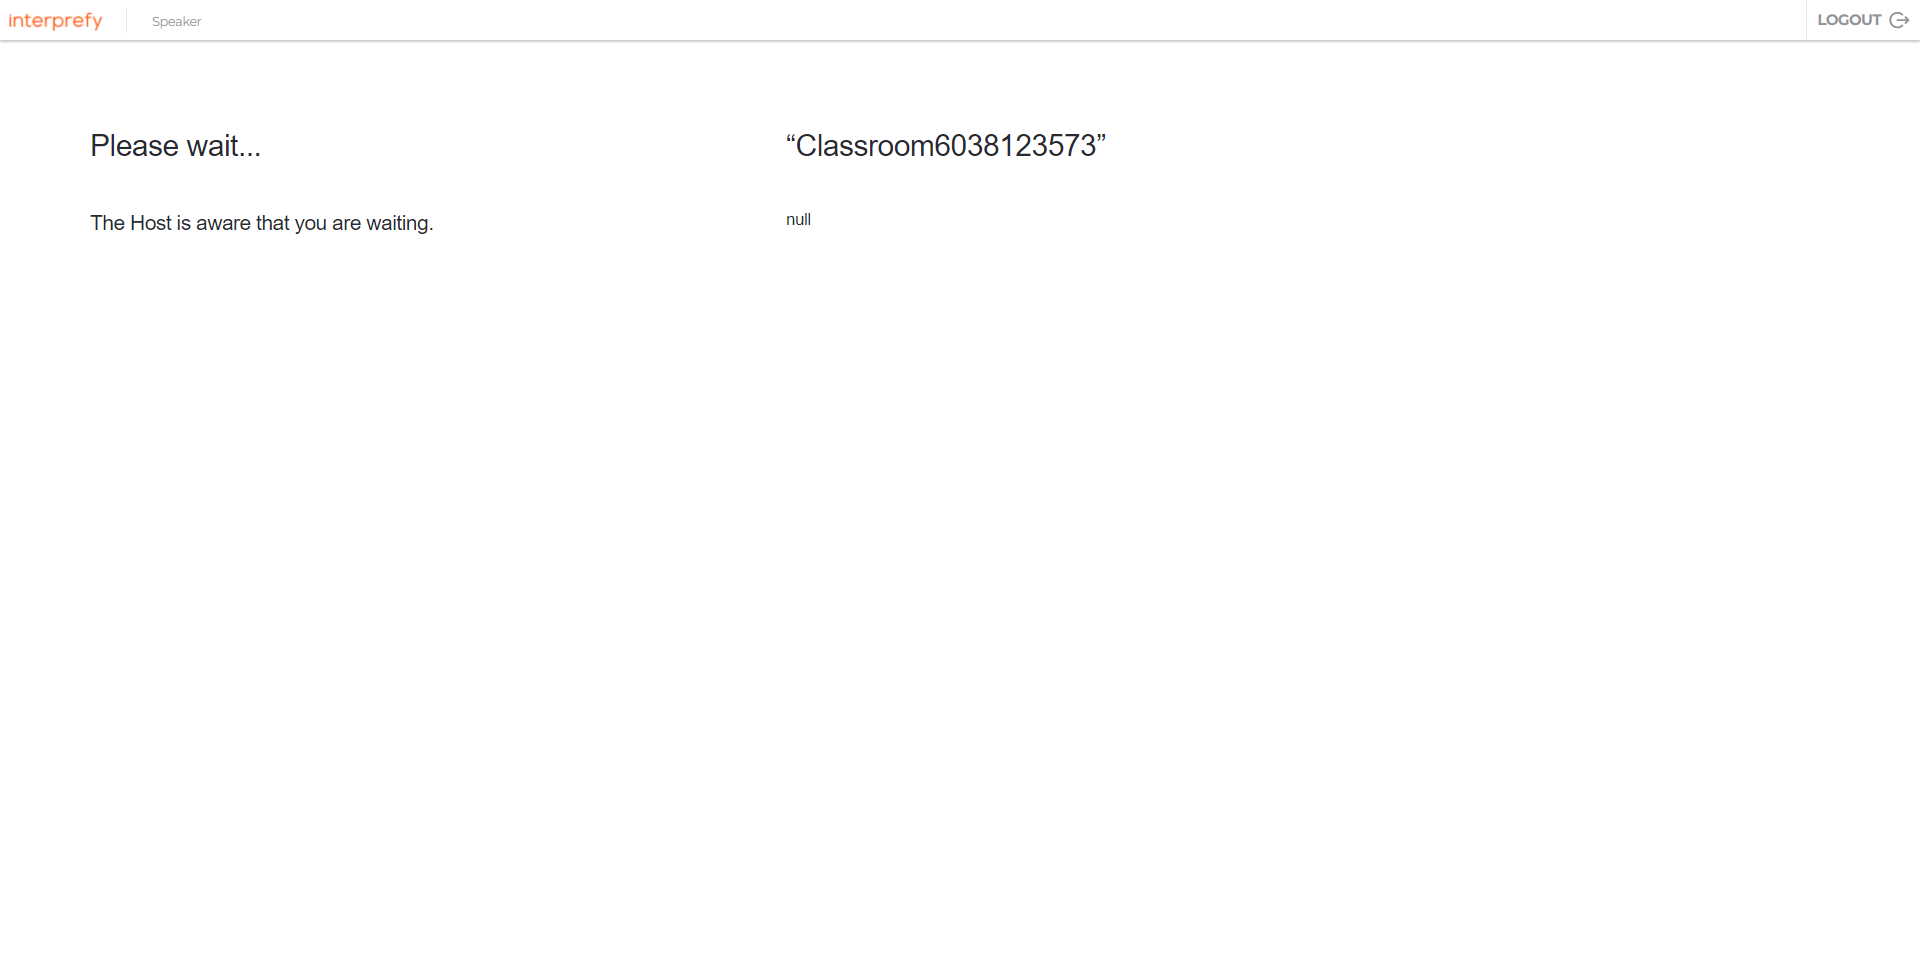 interprefy
Speaker
LOGOUT
Please wait...
“Classroom6038123573”
The Host is aware that you are waiting.
null